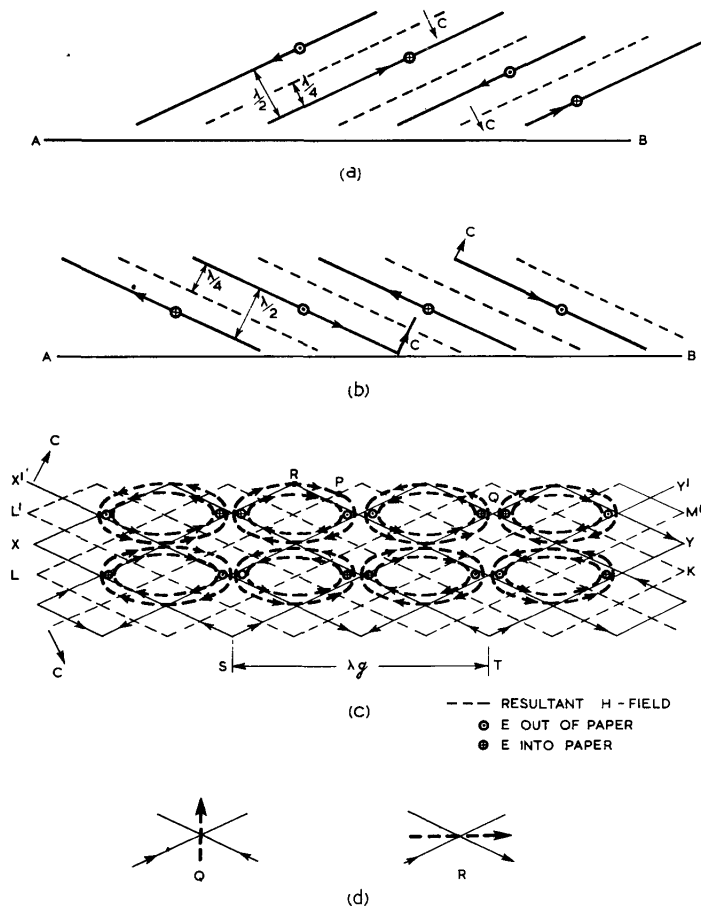 (a)
C
λ/2
λ/4
C
A B
(b)
C
λ/4
λ/2
C
A B
(c)
C
X' Y'
L' R P Q M'
X Y
L K
C
S λg T
--- RESULTANT H-FIELD
⊙ E OUT OF PAPER
⊕ E INTO PAPER
(d)
Q R